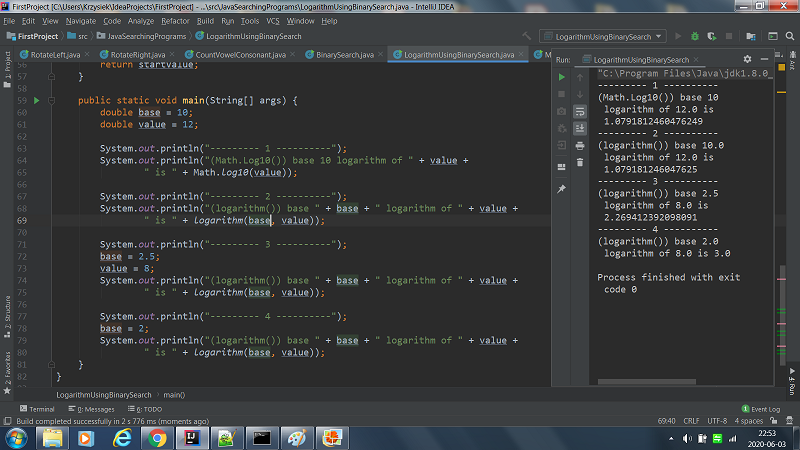 FirstProject [C:\Users\Krzysiek\IdeaProjects\FirstProject] - ...\src\JavaSearchingPrograms\LogarithmUsingBinarySearch.java - IntelliJ IDEA
File Edit View Navigate Code Analyze Refactor Build Run Tools VCS Window Help
FirstProject src JavaSearchingPrograms LogarithmUsingBinarySearch LogarithmUsingBinarySearch
RotateLeft.java RotateRight.java CountVowelConsonant.java BinarySearch.java LogarithmUsingBinarySearch.java M
1: Project
56 return startvalue;
57 }
58
59 public static void main(String[] args) {
60 double base = 10;
61 double value = 12;
62
63 System.out.println("--------- 1 ----------");
64 System.out.println("(Math.Log10()) base 10 logarithm of " + value +
65 " is " + Math.log10(value));
66
67 System.out.println("--------- 2 ----------");
68 System.out.println("(logarithm()) base " + base + " logarithm of " + value +
69 " is " + logarithm(base, value));
70
71 System.out.println("--------- 3 ----------");
72 base = 2.5;
73 value = 8;
74 System.out.println("(logarithm()) base " + base + " logarithm of " + value +
75 " is " + logarithm(base, value));
76
77 System.out.println("--------- 4 ----------");
78 base = 2;
79 System.out.println("(logarithm()) base " + base + " logarithm of " + value +
80 " is " + logarithm(base, value));
81 }
82 }
LogarithmUsingBinarySearch main()
Run: LogarithmUsingBinarySearch
"C:\Program Files\Java\jdk1.8.0_
--------- 1 ----------
(Math.Log10()) base 10
logarithm of 12.0 is
1.0791812460476249
--------- 2 ----------
(logarithm()) base 10.0
logarithm of 12.0 is
1.079181246047625
--------- 3 ----------
(logarithm()) base 2.5
logarithm of 8.0 is
2.269412392098091
--------- 4 ----------
(logarithm()) base 2.0
logarithm of 8.0 is 3.0
Process finished with exit
code 0
7: Structure
2: Favorites
Ant
4: Run
Terminal 0: Messages 6: TODO Event Log
Build completed successfully in 2 s 776 ms (moments ago) 69:40 CRLF UTF-8 4 spaces
PL 22:53
2020-06-03